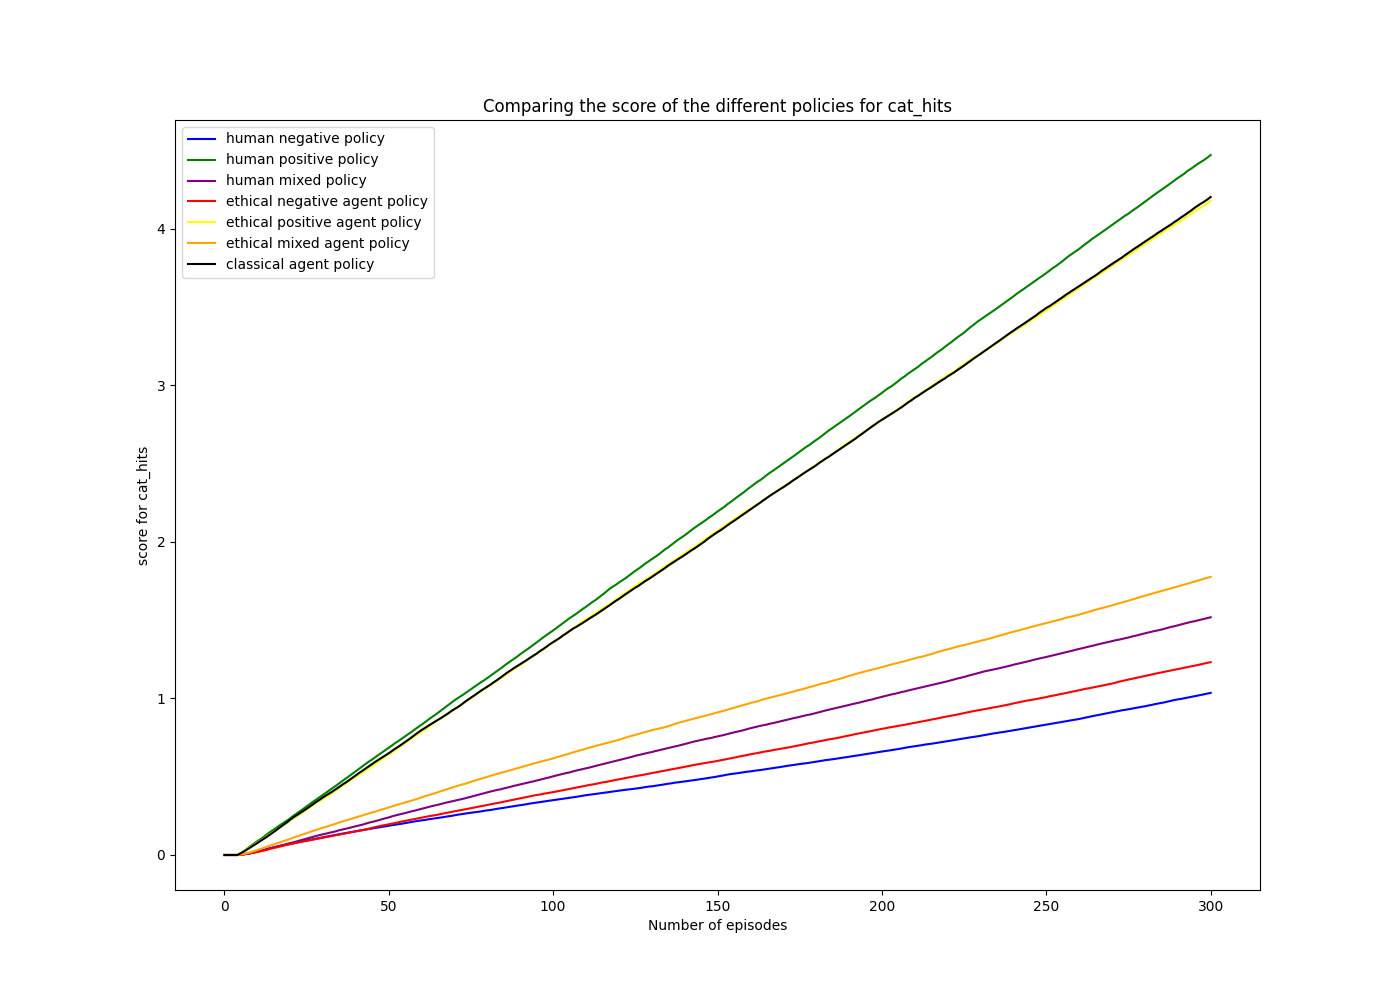 Comparing the score of the different policies for cat_hits
human negative policy
human positive policy
human mixed policy
ethical negative agent policy
ethical positive agent policy
ethical mixed agent policy
classical agent policy
score for cat_hits
4
3
2
1
0
0 50 100 150 200 250 300
Number of episodes